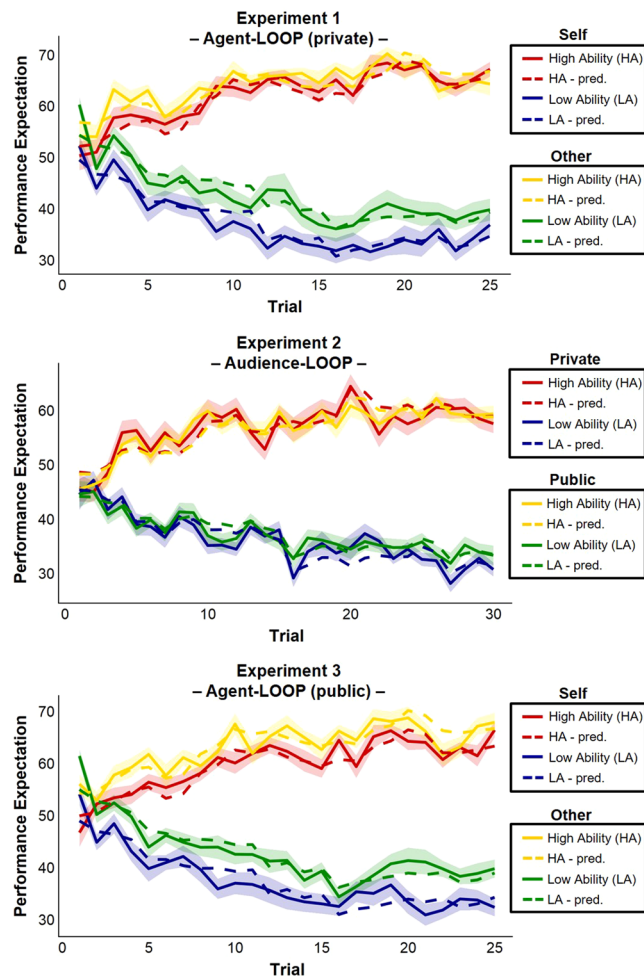 Experiment 1
– Agent-LOOP (private) –
Performance Expectation
70
60
50
40
30
0
5
10
15
20
25
Trial
Self
High Ability (HA)
HA - pred.
Low Ability (LA)
LA - pred.
Other
High Ability (HA)
HA - pred.
Low Ability (LA)
LA - pred.
Experiment 2
– Audience-LOOP –
Performance Expectation
60
50
40
30
0
10
20
30
Trial
Private
High Ability (HA)
HA - pred.
Low Ability (LA)
LA - pred.
Public
High Ability (HA)
HA - pred.
Low Ability (LA)
LA - pred.
Experiment 3
– Agent-LOOP (public) –
Performance Expectation
70
60
50
40
30
0
5
10
15
20
25
Trial
Self
High Ability (HA)
HA - pred.
Low Ability (LA)
LA - pred.
Other
High Ability (HA)
HA - pred.
Low Ability (LA)
LA - pred.